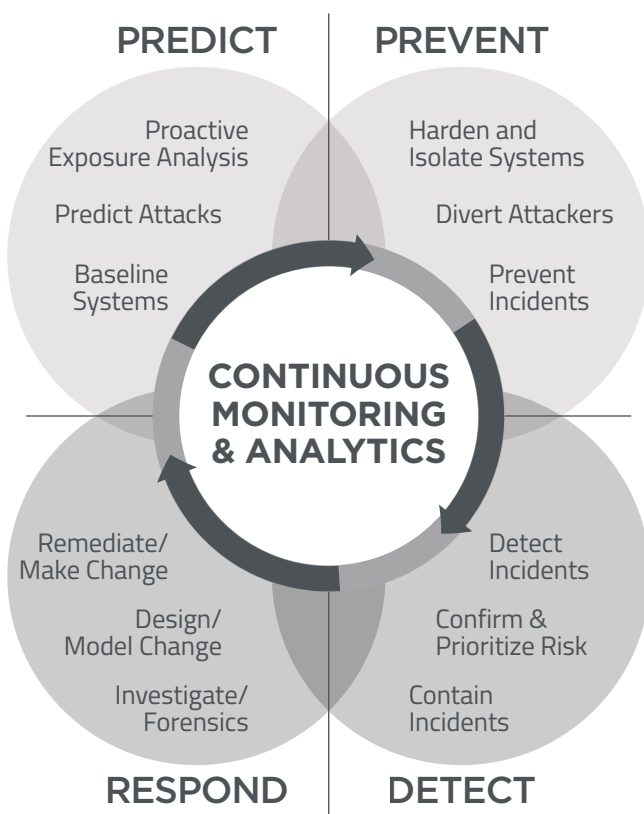 PREDICT
Proactive
Exposure Analysis
Predict Attacks
Baseline
Systems
PREVENT
Harden and
Isolate Systems
Divert Attackers
Prevent
Incidents
CONTINUOUS
MONITORING
& ANALYTICS
Remediate/
Make Change
Design/
Model Change
Investigate/
Forensics
RESPOND
Detect
Incidents
Confirm &
Prioritize Risk
Contain
Incidents
DETECT